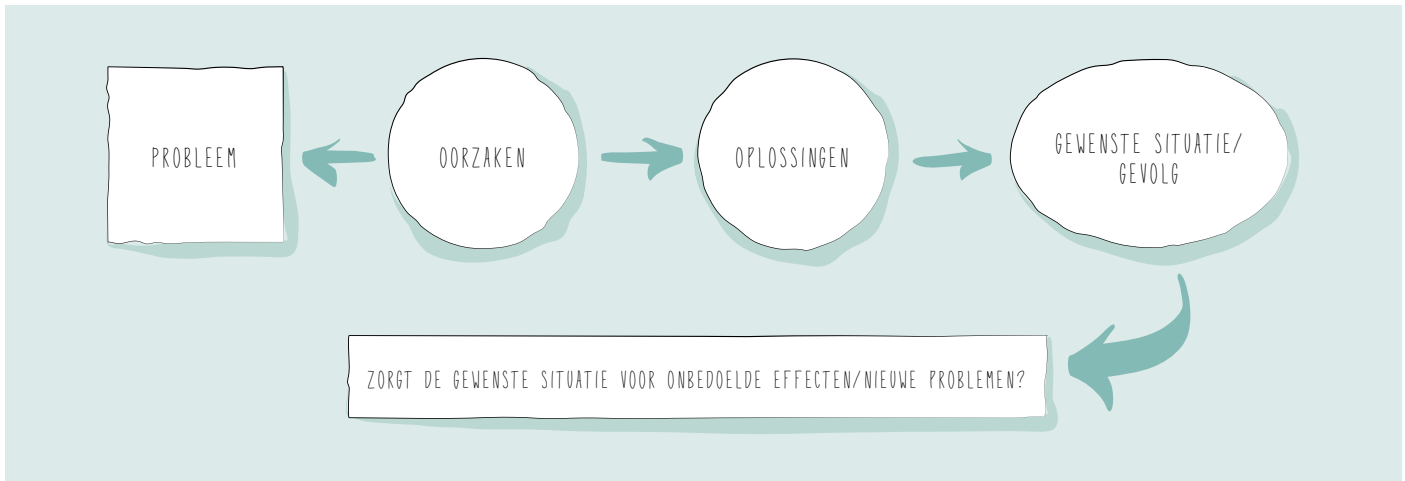 PROBLEEM
OORZAKEN
OPLOSSINGEN
GEWENSTE SITUATIE/
GEVOLG
ZORGT DE GEWENSTE SITUATIE VOOR ONBEDOELDE EFFECTEN/NIEUWE PROBLEMEN?